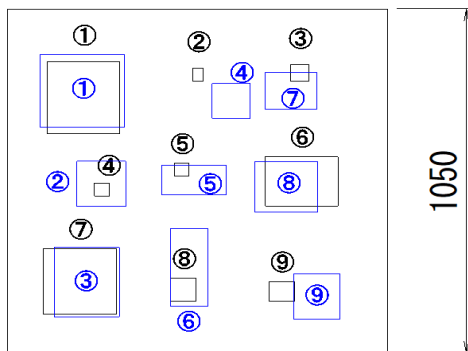 ① ② ③
① ④ ⑦
⑤ ⑥
② ④ ⑤ ⑧
⑦ ⑧ ⑨
③ ⑥ ⑨
1050